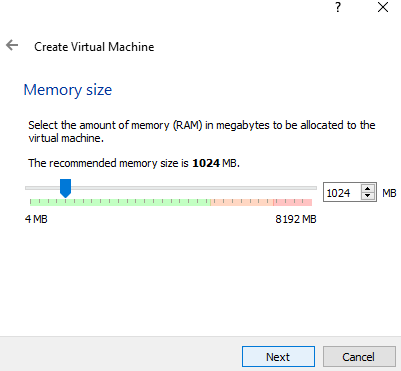 ?
Create Virtual Machine
Memory size
Select the amount of memory (RAM) in megabytes to be allocated to the
virtual machine.
The recommended memory size is 1024 MB.
1024 MB
4 MB 8192 MB
Next Cancel